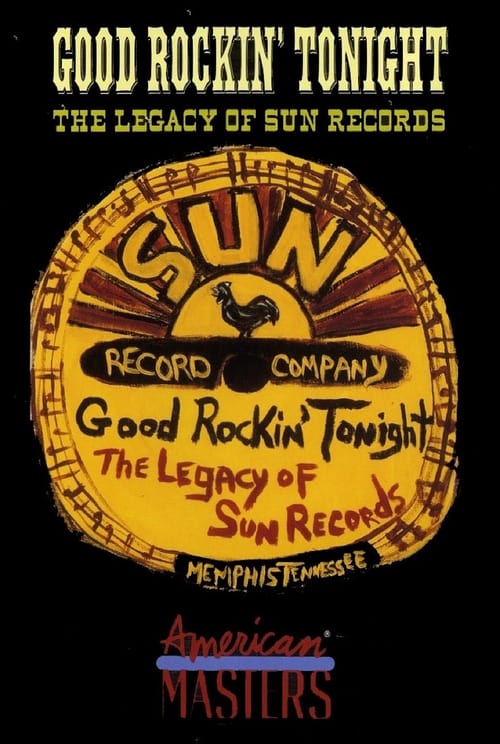 GOOD ROCKIN' TONIGHT
THE LEGACY OF SUN RECORDS
SUN
RECORD COMPANY
Good Rockin' Tonight
The Legacy of
Sun Records
MEMPHIS TENNESSEE
American®
MASTERS